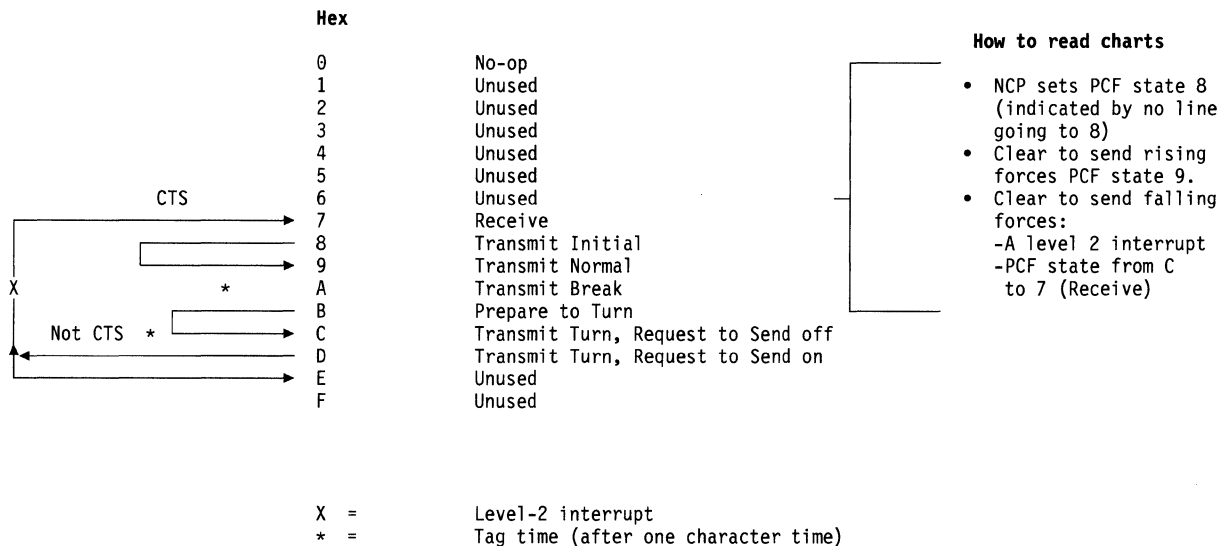 Hex
0 No-op
1 Unused
2 Unused
3 Unused
4 Unused
5 Unused
6 Unused
7 Receive
8 Transmit Initial
9 Transmit Normal
A Transmit Break
B Prepare to Turn
C Transmit Turn, Request to Send off
D Transmit Turn, Request to Send on
E Unused
F Unused
CTS
X
*
Not CTS *
How to read charts
• NCP sets PCF state 8
(indicated by no line
going to 8)
• Clear to send rising
forces PCF state 9.
• Clear to send falling
forces:
-A level 2 interrupt
-PCF state from C
to 7 (Receive)
X = Level-2 interrupt
* = Tag time (after one character time)